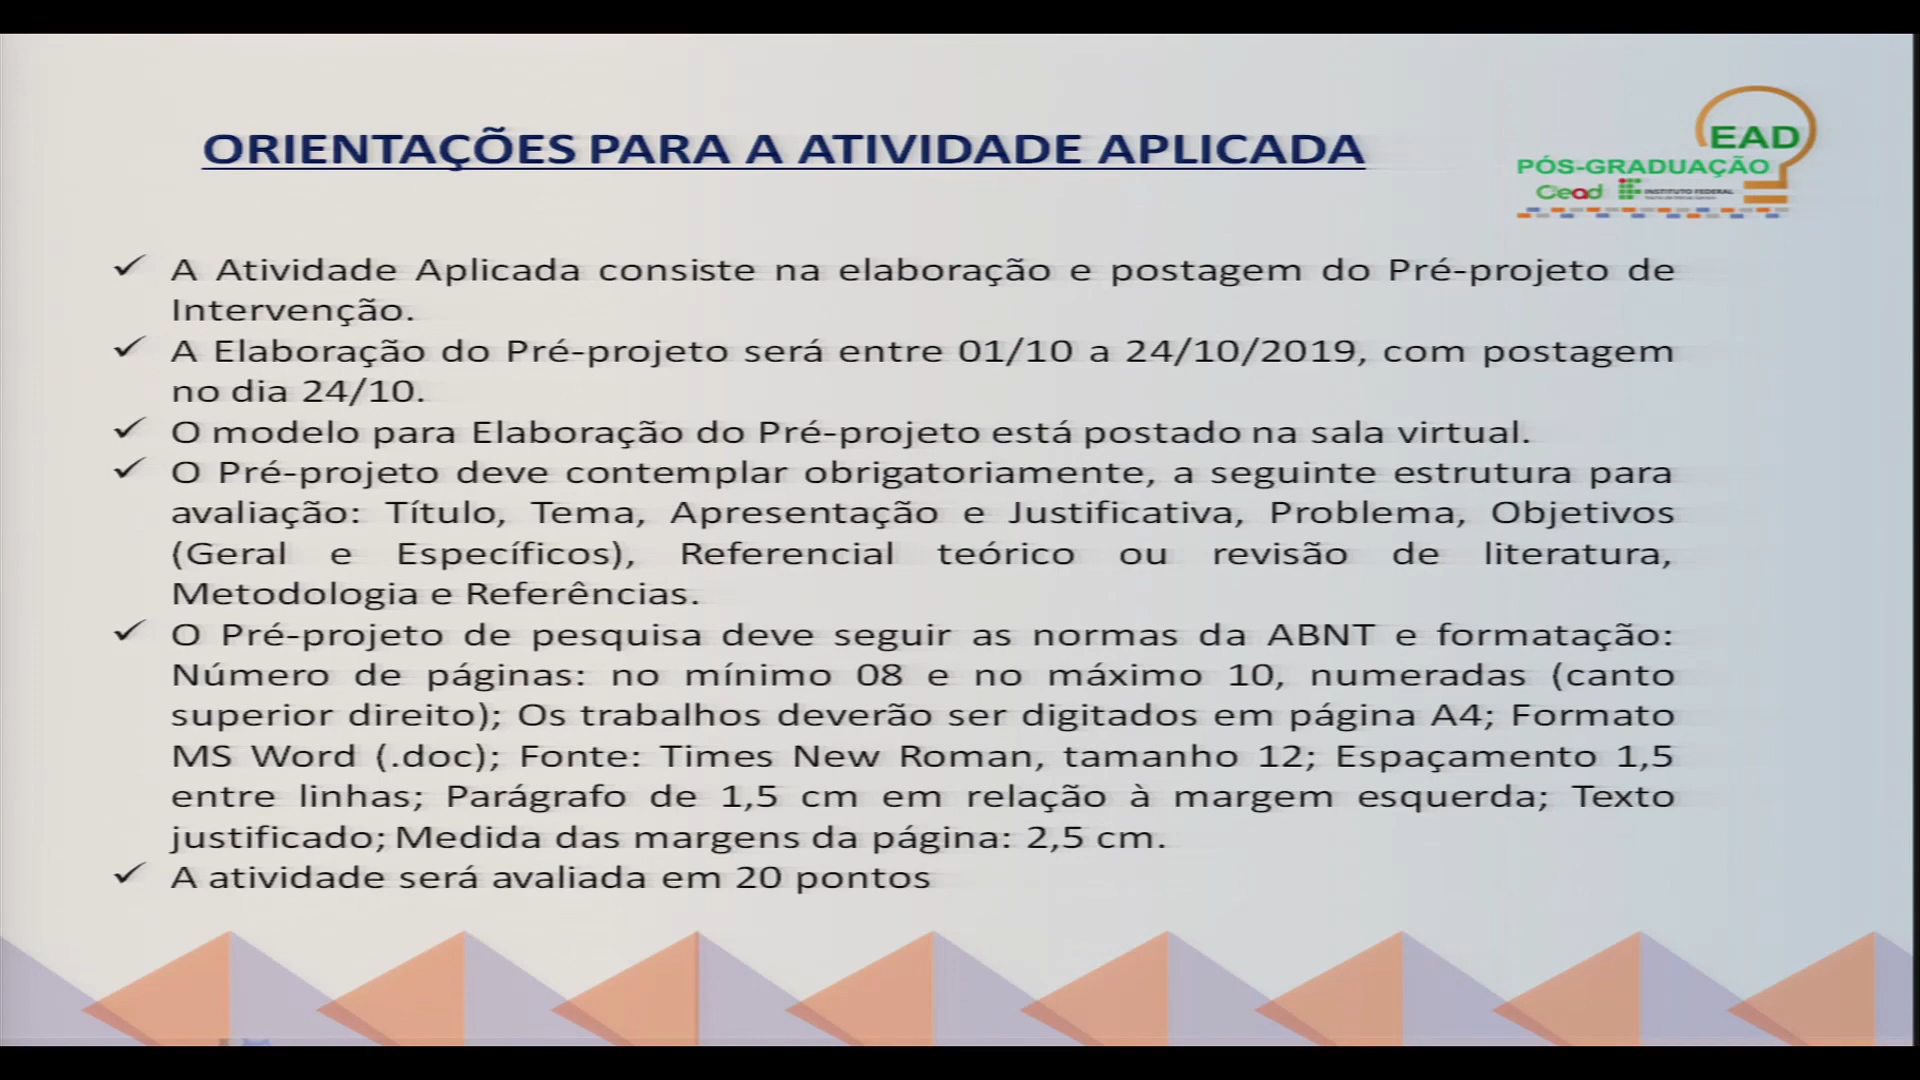 ORIENTAÇÕES PARA A ATIVIDADE APLICADA
EAD
PÓS-GRADUAÇÃO
Cead INSTITUTO FEDERAL
✓ A Atividade Aplicada consiste na elaboração e postagem do Pré-projeto de
Intervenção.
✓ A Elaboração do Pré-projeto será entre 01/10 a 24/10/2019, com postagem
no dia 24/10.
✓ O modelo para Elaboração do Pré-projeto está postado na sala virtual.
✓ O Pré-projeto deve contemplar obrigatoriamente, a seguinte estrutura para
avaliação: Título, Tema, Apresentação e Justificativa, Problema, Objetivos
(Geral e Específicos), Referencial teórico ou revisão de literatura,
Metodologia e Referências.
✓ O Pré-projeto de pesquisa deve seguir as normas da ABNT e formatação:
Número de páginas: no mínimo 08 e no máximo 10, numeradas (canto
superior direito); Os trabalhos deverão ser digitados em página A4; Formato
MS Word (.doc); Fonte: Times New Roman, tamanho 12; Espaçamento 1,5
entre linhas; Parágrafo de 1,5 cm em relação à margem esquerda; Texto
justificado; Medida das margens da página: 2,5 cm.
✓ A atividade será avaliada em 20 pontos